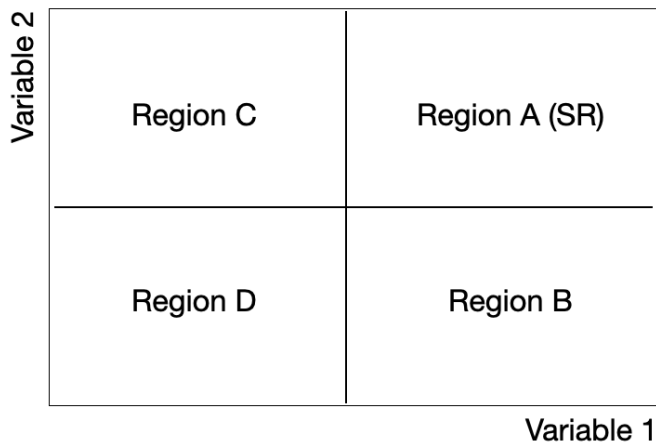 Variable 2
Region C
Region A (SR)
Region D
Region B
Variable 1